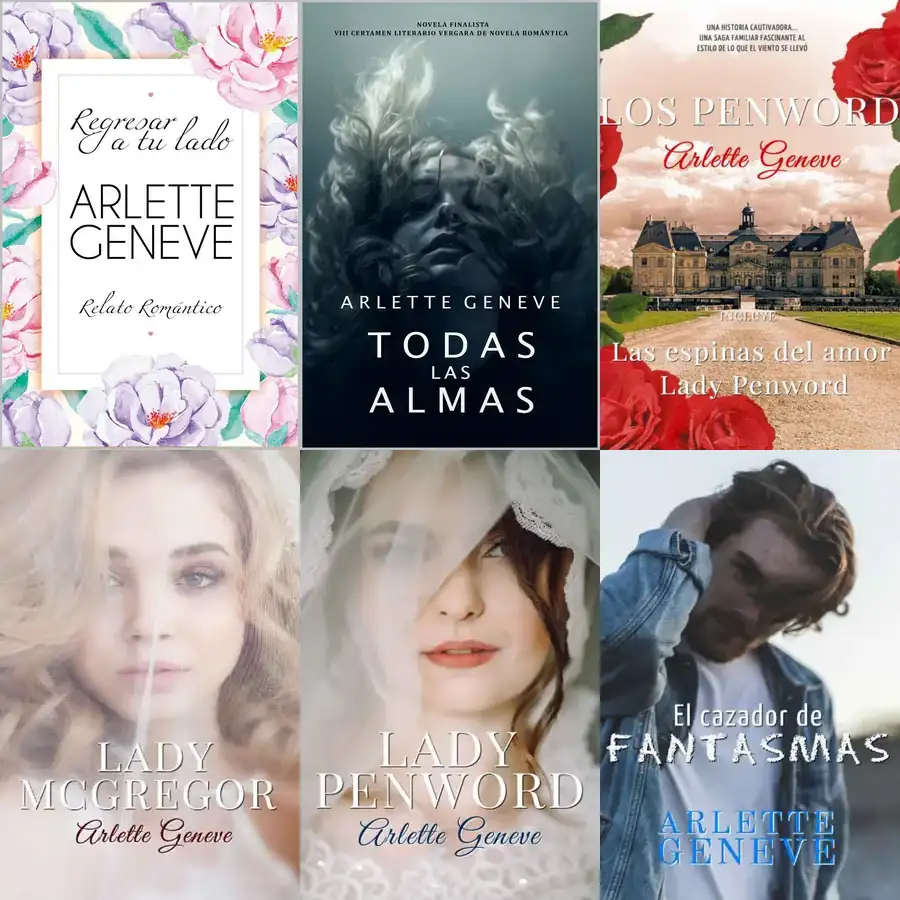 Regresar
a tu lado
ARLETTE
GENEVE
Relato Romántico
NOVELA FINALISTA
VIII CERTAMEN LITERARIO VERGARA DE NOVELA ROMÁNTICA
ARLETTE GENEVE
TODAS
LAS
ALMAS
UNA HISTORIA CAUTIVADORA...
UNA SAGA FAMILIAR FASCINANTE AL
ESTILO DE LO QUE EL VIENTO SE LLEVÓ
LOS PENWORD
Arlette Geneve
INCLUYE
Las espinas del amor
Lady Penword
LADY
MCGREGOR
Arlette Geneve
LADY
PENWORD
Arlette Geneve
El cazador de
FANTASMAS
ARLETTE
GENEVE